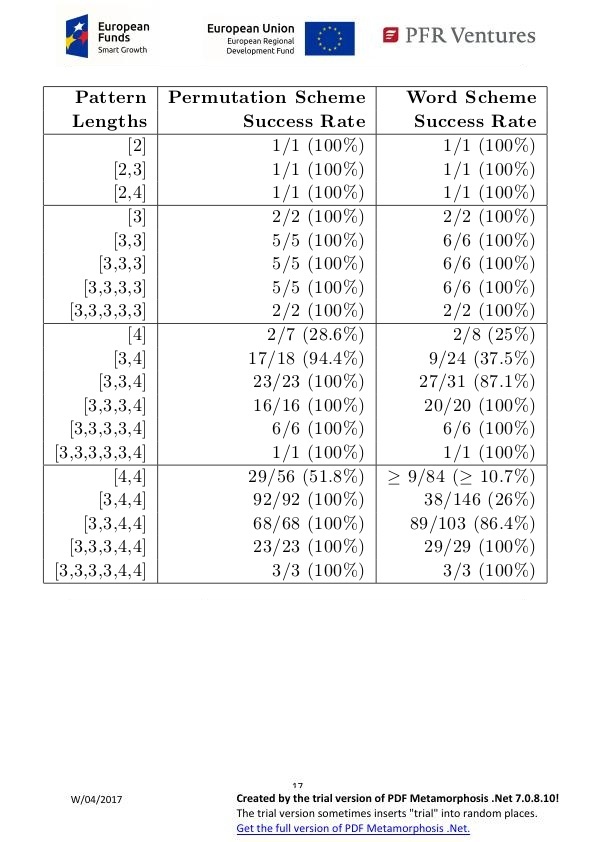 European Funds Smart Growth
European Union
European Regional Development Fund
PFR Ventures
Pattern Lengths Permutation Scheme Success Rate Word Scheme Success Rate
[2] 1/1 (100%) 1/1 (100%)
[2,3] 1/1 (100%) 1/1 (100%)
[2,4] 1/1 (100%) 1/1 (100%)
[3] 2/2 (100%) 2/2 (100%)
[3,3] 5/5 (100%) 6/6 (100%)
[3,3,3] 5/5 (100%) 6/6 (100%)
[3,3,3,3] 5/5 (100%) 6/6 (100%)
[3,3,3,3,3] 2/2 (100%) 2/2 (100%)
[4] 2/7 (28.6%) 2/8 (25%)
[3,4] 17/18 (94.4%) 9/24 (37.5%)
[3,3,4] 23/23 (100%) 27/31 (87.1%)
[3,3,3,4] 16/16 (100%) 20/20 (100%)
[3,3,3,3,4] 6/6 (100%) 6/6 (100%)
[3,3,3,3,3,4] 1/1 (100%) 1/1 (100%)
[4,4] 29/56 (51.8%) ≥ 9/84 (≥ 10.7%)
[3,4,4] 92/92 (100%) 38/146 (26%)
[3,3,4,4] 68/68 (100%) 89/103 (86.4%)
[3,3,3,4,4] 23/23 (100%) 29/29 (100%)
[3,3,3,3,4,4] 3/3 (100%) 3/3 (100%)
17
W/04/2017
Created by the trial version of PDF Metamorphosis .Net 7.0.8.10!
The trial version sometimes inserts "trial" into random places.
Get the full version of PDF Metamorphosis .Net.